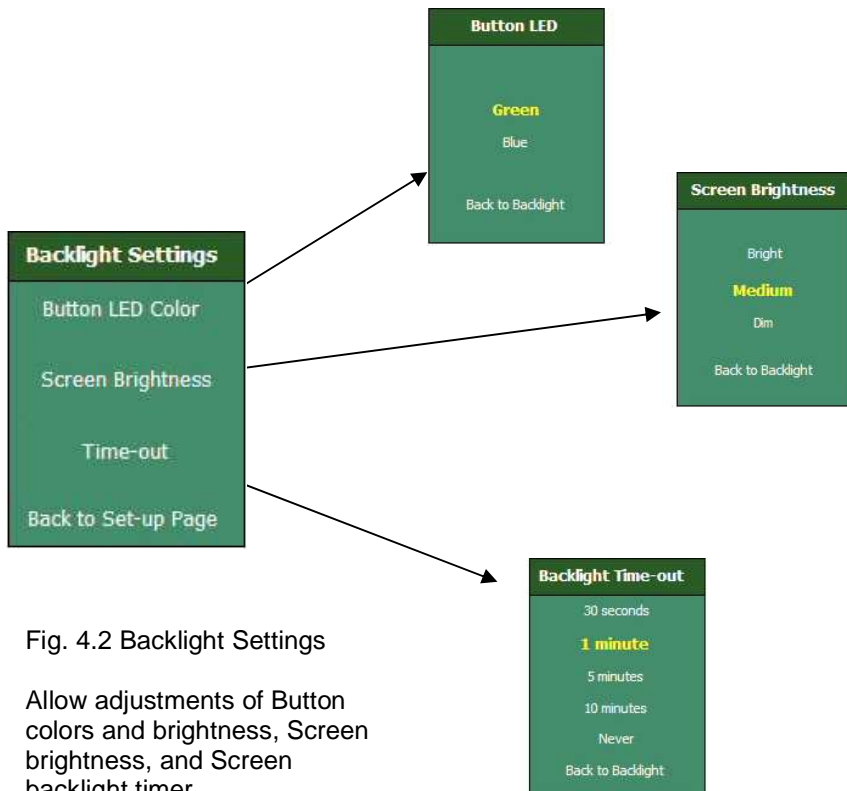 Button LED
Green
Blue
Back to Backlight
Screen Brightness
Bright
Medium
Dim
Back to Backlight
Backlight Settings
Button LED Color
Screen Brightness
Time-out
Back to Set-up Page
Backlight Time-out
30 seconds
1 minute
5 minutes
10 minutes
Never
Back to Backlight
Fig. 4.2 Backlight Settings
Allow adjustments of Button
colors and brightness, Screen
brightness, and Screen
backlight timer